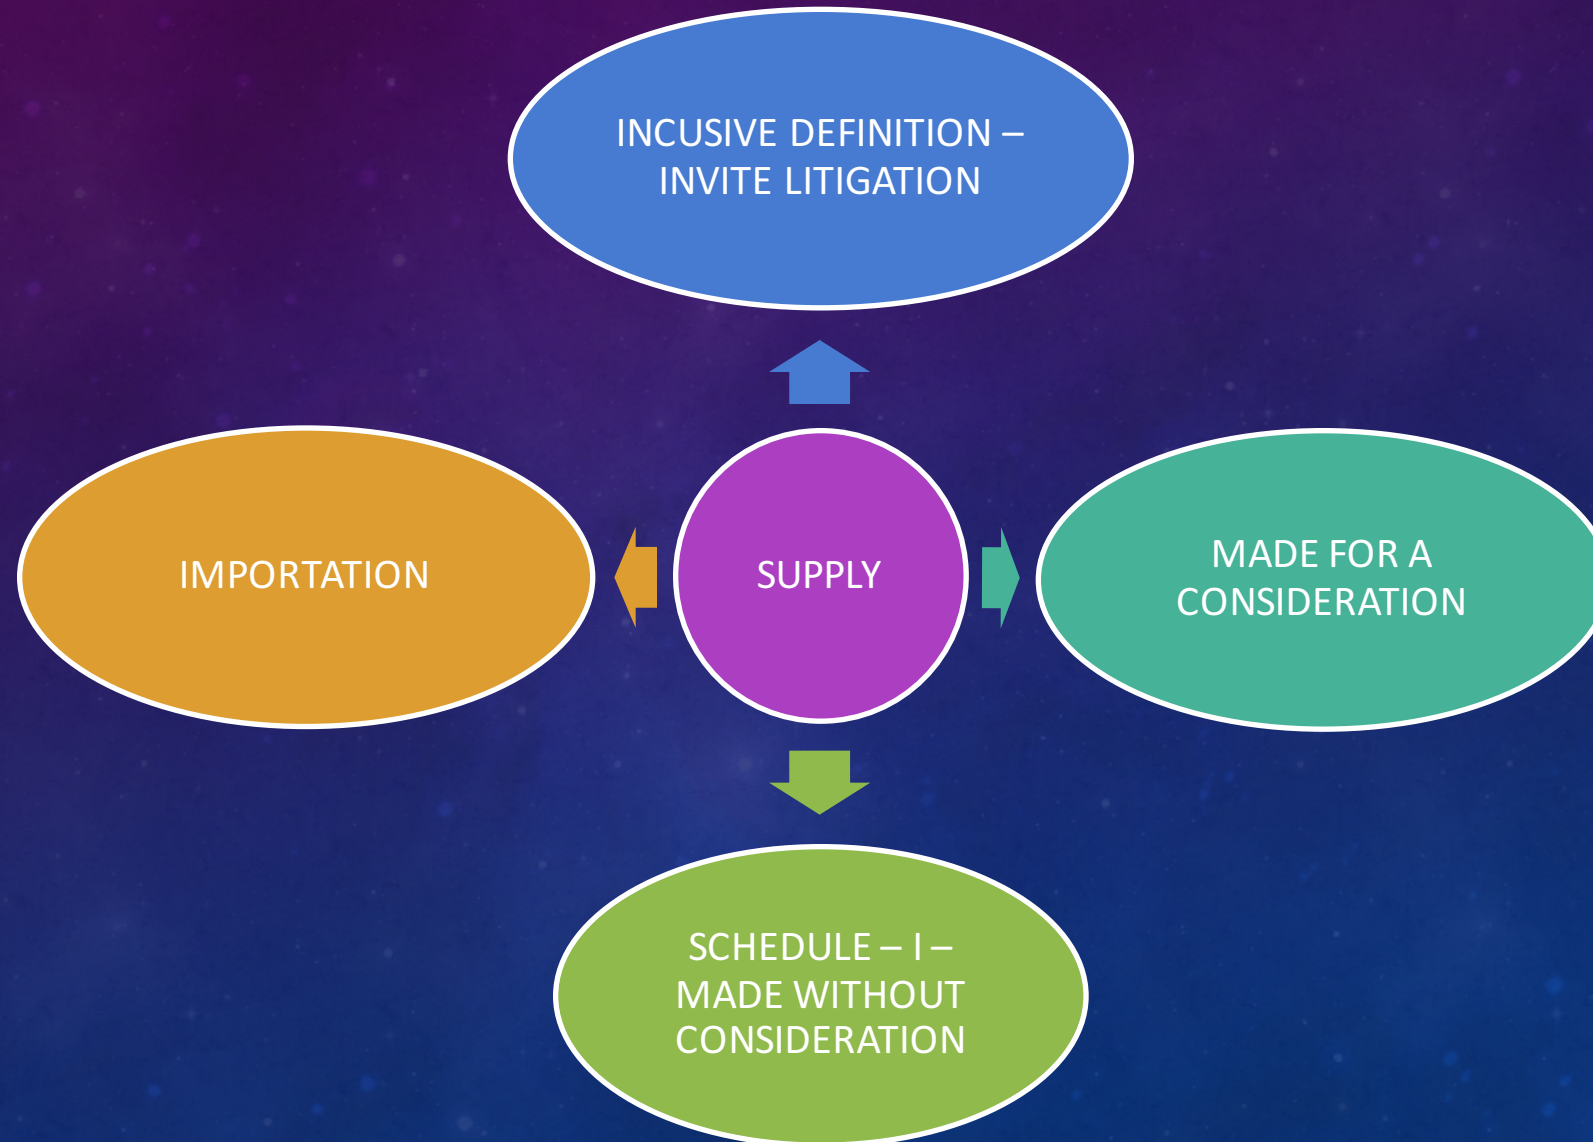 INCUSIVE DEFINITION –
INVITE LITIGATION
IMPORTATION
SUPPLY
MADE FOR A
CONSIDERATION
SCHEDULE – I –
MADE WITHOUT
CONSIDERATION